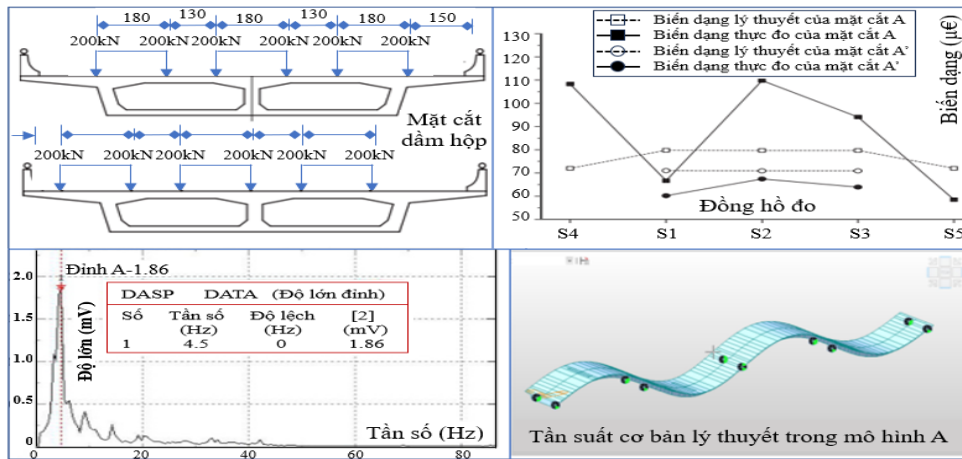 180 130 180 130 180 150
200kN 200kN 200kN 200kN 200kN 200kN
Mặt cắt
dầm hộp
200kN 200kN 200kN 200kN 200kN 200kN
Biến dạng lý thuyết của mặt cắt A
Biến dạng thực đo của mặt cắt A
Biến dạng lý thuyết của mặt cắt A'
Biến dạng thực đo của mặt cắt A'
Biến dạng (µ€)
130
120
110
100
90
80
70
60
50
Đồng hồ đo
S4 S1 S2 S3 S5
Đỉnh A-1.86
Độ lớn (mV)
2.0
1.5
1.0
0.5
0
DASP DATA (Độ lớn đỉnh)
Số Tần số Độ lệch [2]
(Hz) (Hz) (mV)
1 4.5 0 1.86
Tần số (Hz)
0 20 40 60 80
Tần suất cơ bản lý thuyết trong mô hình A